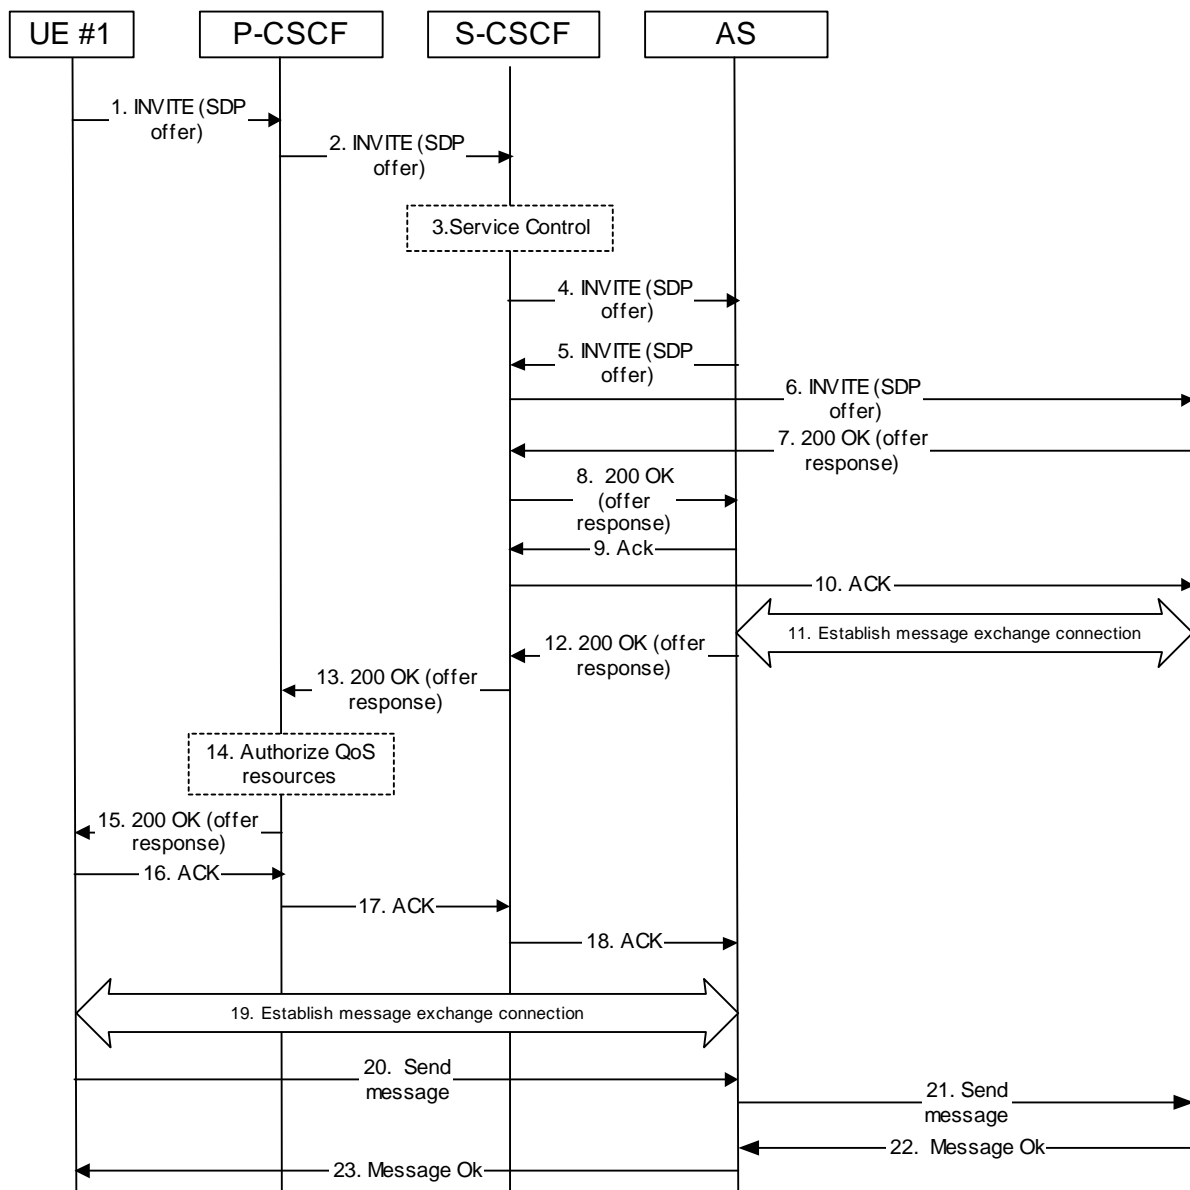 UE #1
P-CSCF
S-CSCF
AS
1. INVITE (SDP
offer)
2. INVITE (SDP
offer)
3.Service Control
4. INVITE (SDP
offer)
5. INVITE (SDP
offer)
6. INVITE (SDP
offer)
7. 200 OK (offer
response)
8. 200 OK
(offer
response)
9. Ack
10. ACK
11. Establish message exchange connection
12. 200 OK (offer
response)
13. 200 OK (offer
response)
14. Authorize QoS
resources
15. 200 OK (offer
response)
16. ACK
17. ACK
18. ACK
19. Establish message exchange connection
20. Send
message
21. Send
message
22. Message Ok
23. Message Ok